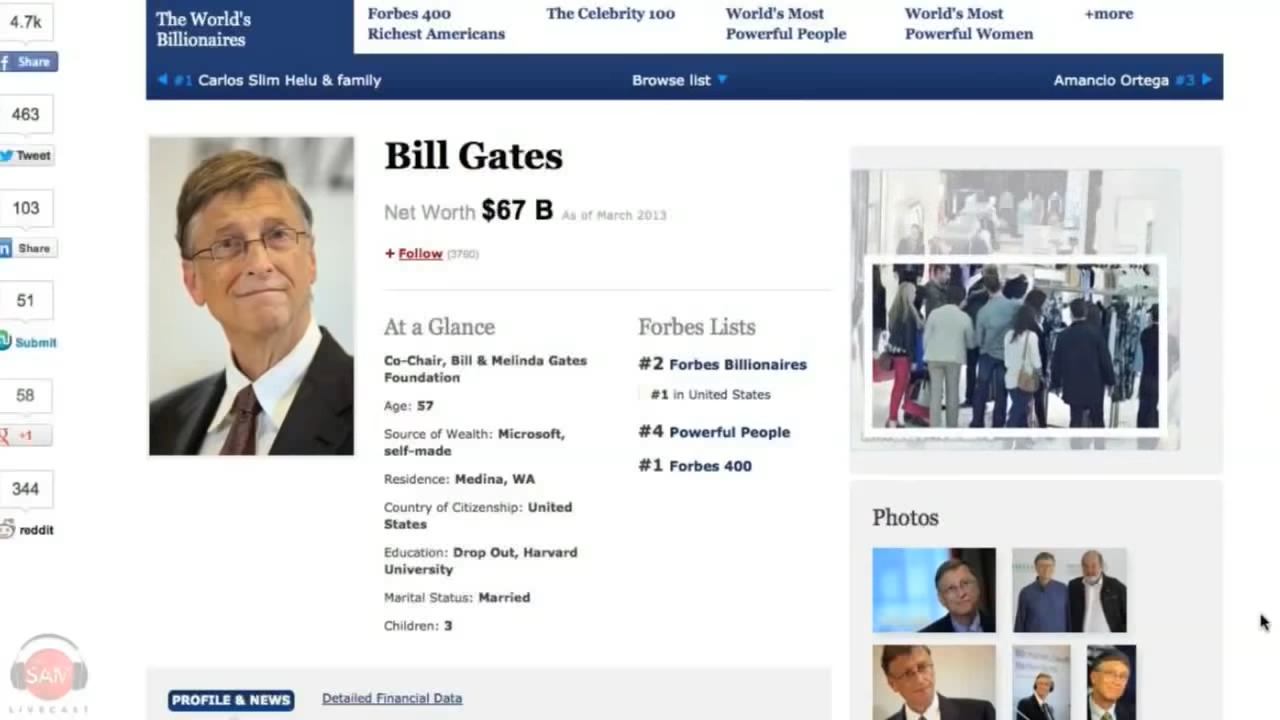 4.7k
Share
463
Tweet
103
Share
51
Submit
58
+1
344
reddit
The World's
Billionaires
Forbes 400
Richest Americans
The Celebrity 100
World's Most
Powerful People
World's Most
Powerful Women
+more
#1 Carlos Slim Helu & family
Browse list
Amancio Ortega #3
Bill Gates
Net Worth $67 B As of March 2013
+ Follow (3760)
At a Glance
Co-Chair, Bill & Melinda Gates
Foundation
Age: 57
Source of Wealth: Microsoft,
self-made
Residence: Medina, WA
Country of Citizenship: United
States
Education: Drop Out, Harvard
University
Marital Status: Married
Children: 3
Forbes Lists
#2 Forbes Billionaires
#1 in United States
#4 Powerful People
#1 Forbes 400
Photos
PROFILE & NEWS
Detailed Financial Data
SAM
LIVECAST